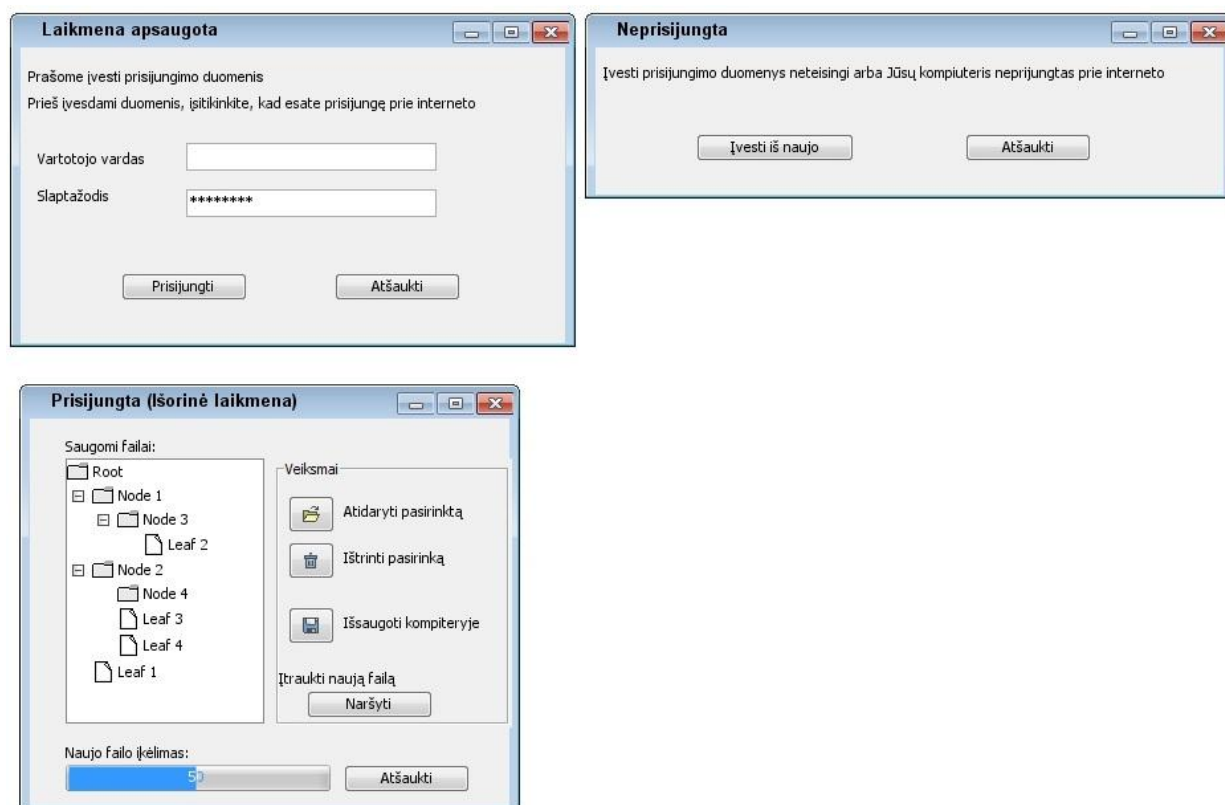 Laikmena apsaugota
Prašome įvesti prisijungimo duomenis
Prieš įvesdami duomenis, įsitikinkite, kad esate prisijungę prie interneto
Vartotojo vardas
Slaptažodis
********
Prisijungti
Atšaukti
Neprisijungta
Įvesti prisijungimo duomenys neteisingi arba Jūsų kompiuteris neprijungtas prie interneto
Įvesti iš naujo
Atšaukti
Prisijungta (Išorinė laikmena)
Saugomi failai:
Root
Node 1
Node 3
Leaf 2
Node 2
Node 4
Leaf 3
Leaf 4
Leaf 1
Veiksmai
Atidaryti pasirinktą
Ištrinti pasirinką
Išsaugoti kompiteryje
Įtraukti naują failą
Naršyti
Naujo failo įkėlimas:
50
Atšaukti